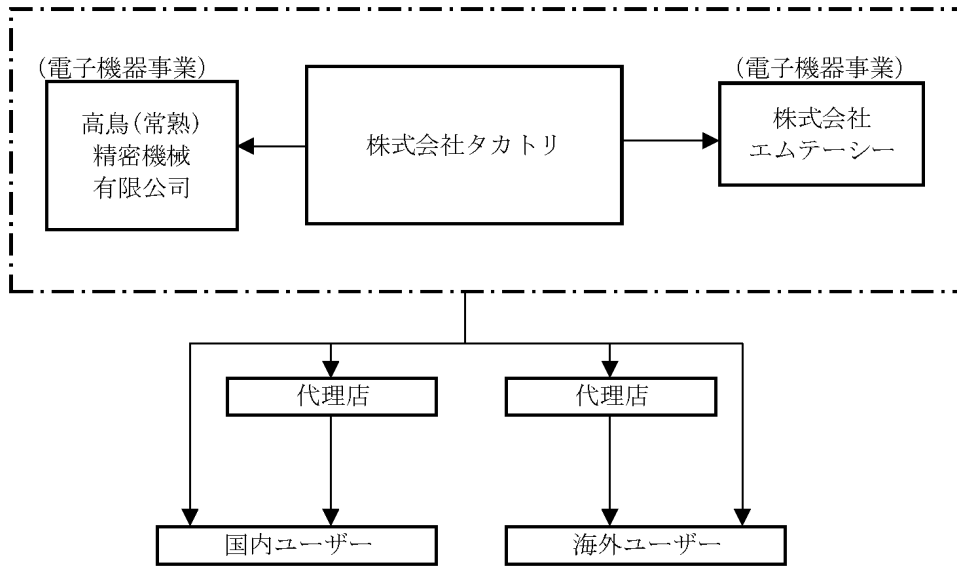 (電子機器事業)
高鳥(常熟)
精密機械
有限公司
株式会社タカトリ
(電子機器事業)
株式会社
エムテーシー
代理店
代理店
国内ユーザー
海外ユーザー